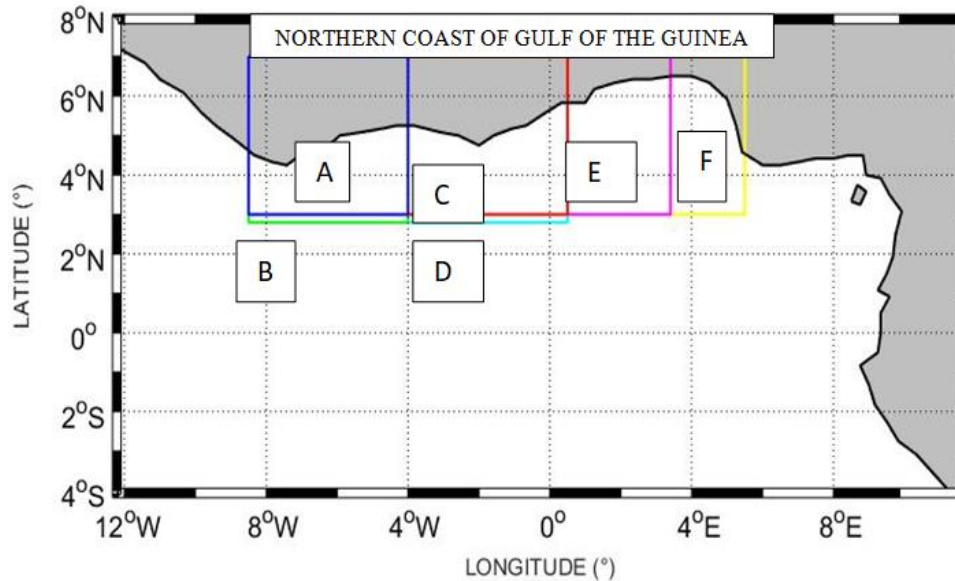 NORTHERN COAST OF GULF OF THE GUINEA
8°N
6°N
4°N
2°N
0°
2°S
4°S
LATITUDE (°)
A
B
C
D
E
F
12°W
8°W
4°W
0°
4°E
8°E
LONGITUDE (°)